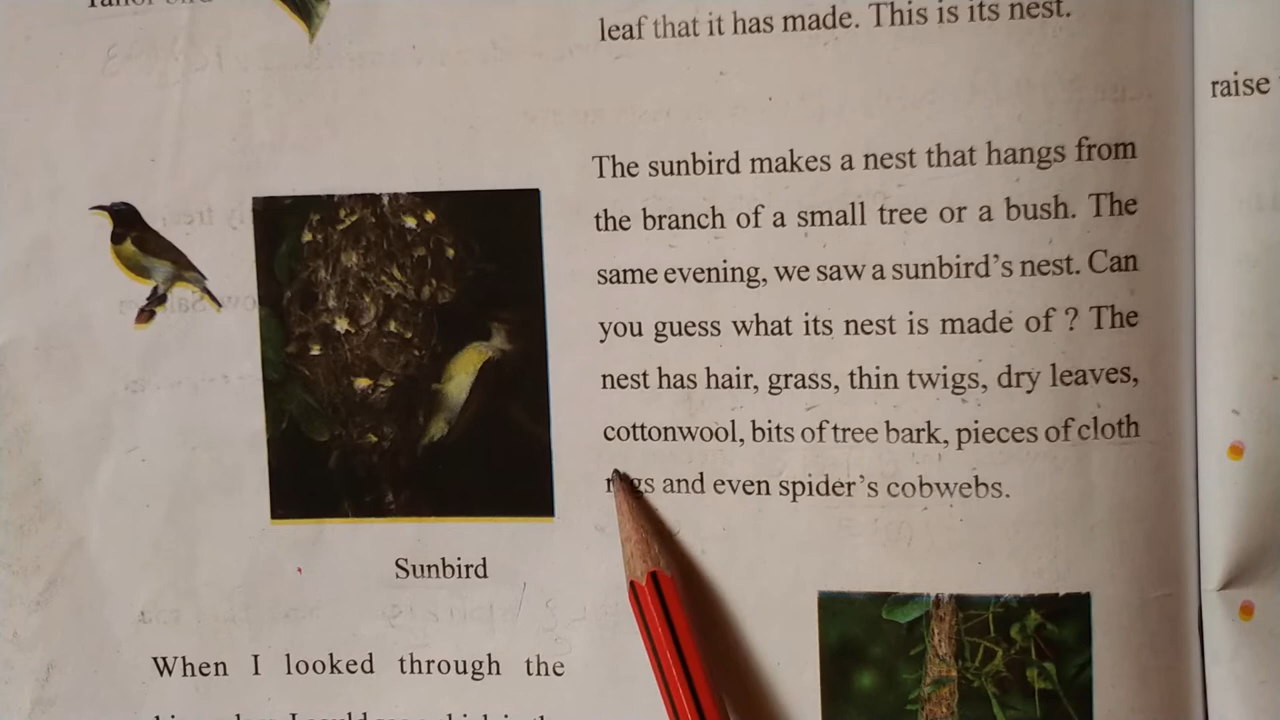 leaf that it has made. This is its nest.
raise
The sunbird makes a nest that hangs from
the branch of a small tree or a bush. The
same evening, we saw a sunbird's nest. Can
you guess what its nest is made of ? The
nest has hair, grass, thin twigs, dry leaves,
cottonwool, bits of tree bark, pieces of cloth
rags and even spider's cobwebs.
Sunbird
When I looked through the